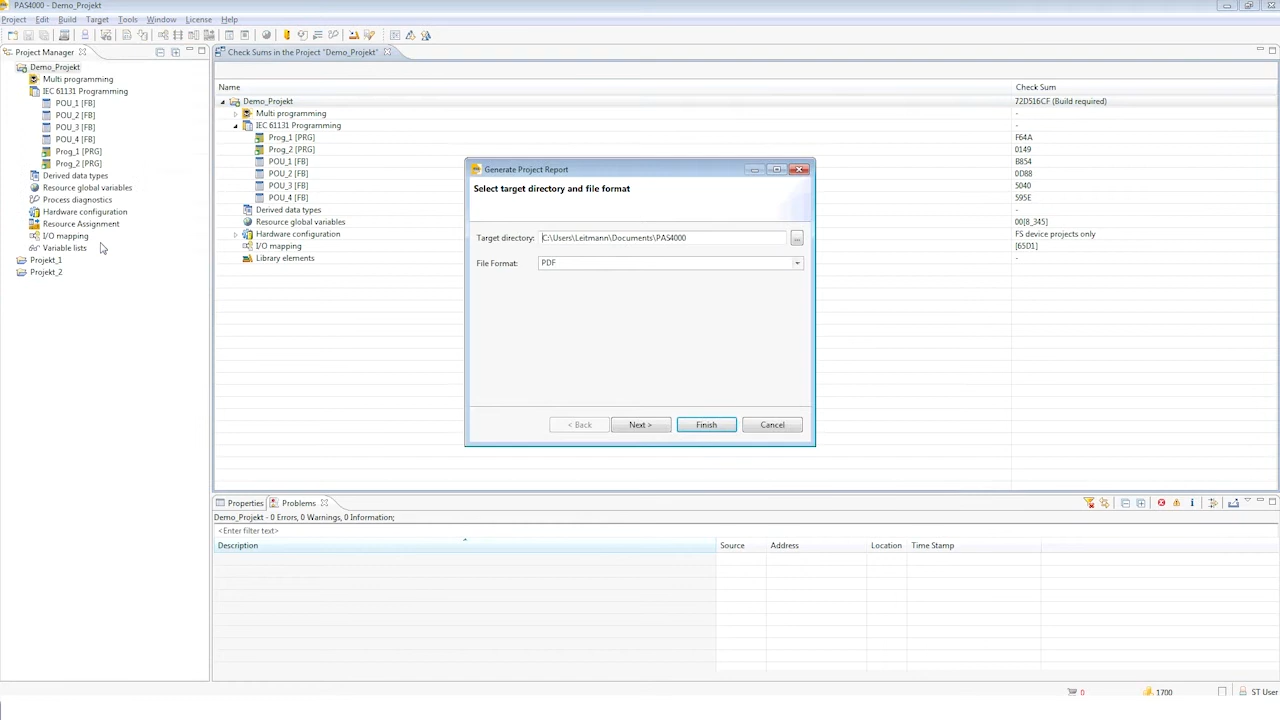 PAS4000 - Demo_Projekt
Project Edit Build Target Tools Window License Help
Project Manager
Demo_Projekt
Multi programming
IEC 61131 Programming
POU_1 [FB]
POU_2 [FB]
POU_3 [FB]
POU_4 [FB]
Prog_1 [PRG]
Prog_2 [PRG]
Derived data types
Resource global variables
Process diagnostics
Hardware configuration
Resource Assignment
I/O mapping
Variable lists
Projekt_1
Projekt_2
Check Sums in the Project "Demo_Projekt"
Name Check Sum
Demo_Projekt 72D516CF (Build required)
Multi programming -
IEC 61131 Programming -
Prog_1 [PRG] F64A
Prog_2 [PRG] 0149
POU_1 [FB] B854
POU_2 [FB] 0D88
POU_3 [FB] 5040
POU_4 [FB] 595E
Derived data types -
Resource global variables 00[8_345]
Hardware configuration FS device projects only
I/O mapping [65D1]
Library elements -
Generate Project Report
Select target directory and file format
Target directory: C:\Users\Leitmann\Documents\PAS4000 ...
File Format: PDF
< Back Next > Finish Cancel
Properties Problems
Demo_Projekt - 0 Errors, 0 Warnings, 0 Information;
<Enter filter text>
Description Source Address Location Time Stamp
0 1700 ST User